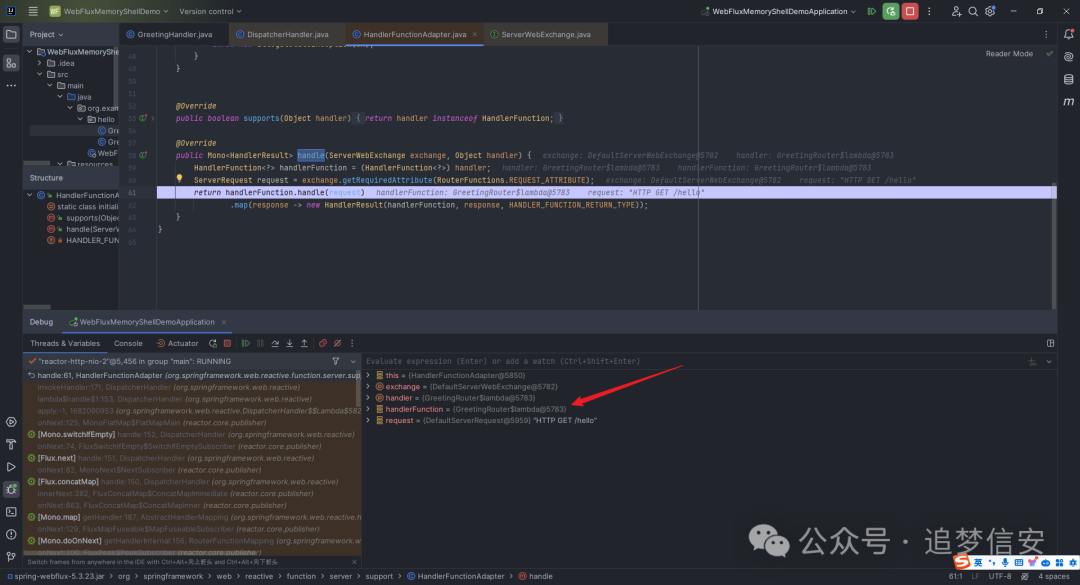 WF WebFluxMemoryShellDemo Version control WebFluxMemoryShellDemoApplication
Project GreetingHandler.java DispatcherHandler.java HandlerFunctionAdapter.java ServerWebExchange.java
WebFluxMemoryShe
.idea
src
main
java
org.exam
hello
Gre
Gre
WebF
resources
Reader Mode
48
49 }
50
51
52 @Override
53 public boolean supports(Object handler) { return handler instanceof HandlerFunction; }
56
57 @Override
58 public Mono<HandlerResult> handle(ServerWebExchange exchange, Object handler) { exchange: DefaultServerWebExchange@5782 handler: GreetingRouter$lambda@5783
59 HandlerFunction<?> handlerFunction = (HandlerFunction<?>) handler; handler: GreetingRouter$lambda@5783 handlerFunction: GreetingRouter$lambda@5783
60 ServerRequest request = exchange.getRequiredAttribute(RouterFunctions.REQUEST_ATTRIBUTE); exchange: DefaultServerWebExchange@5782 request: "HTTP GET /hello"
61 return handlerFunction.handle(request) handlerFunction: GreetingRouter$lambda@5783 request: "HTTP GET /hello"
62 .map(response -> new HandlerResult(handlerFunction, response, HANDLER_FUNCTION_RETURN_TYPE));
63 }
64 }
65
Structure
HandlerFunctionA
static class initiali
supports(Objec
handle(ServerW
HANDLER_FUN
Debug WebFluxMemoryShellDemoApplication
Threads & Variables Console Actuator
"reactor-http-nio-2"@5,456 in group "main": RUNNING
handle:61, HandlerFunctionAdapter (org.springframework.web.reactive.function.server.sup
invokeHandler:171, DispatcherHandler (org.springframework.web.reactive)
lambda$handle$1:153, DispatcherHandler (org.springframework.web.reactive)
apply:-1, 1682090953 (org.springframework.web.reactive.DispatcherHandler$$Lambda$582
onNext:125, MonoFlatMap$FlatMapMain (reactor.core.publisher)
[Mono.switchIfEmpty] handle:152, DispatcherHandler (org.springframework.web.reactive)
onNext:74, FluxSwitchIfEmpty$SwitchIfEmptySubscriber (reactor.core.publisher)
[Flux.next] handle:151, DispatcherHandler (org.springframework.web.reactive)
onNext:82, MonoNext$NextSubscriber (reactor.core.publisher)
[Flux.concatMap] handle:150, DispatcherHandler (org.springframework.web.reactive)
innerNext:282, FluxConcatMap$ConcatMapImmediate (reactor.core.publisher)
onNext:863, FluxConcatMap$ConcatMapInner (reactor.core.publisher)
[Mono.map] getHandler:187, AbstractHandlerMapping (org.springframework.web.reactive.h
onNext:129, FluxMapFuseable$MapFuseableSubscriber (reactor.core.publisher)
[Mono.doOnNext] getHandlerInternal:156, RouterFunctionMapping (org.springframework.web
onNext:200, FluxPeek$PeekSubscriber (reactor.core.publisher)
Switch frames from anywhere in the IDE with Ctrl+Alt+向上箭头 and Ctrl+Alt+向下箭头
Evaluate expression (Enter) or add a watch (Ctrl+Shift+Enter)
this = {HandlerFunctionAdapter@5850}
exchange = {DefaultServerWebExchange@5782}
handler = {GreetingRouter$lambda@5783}
handlerFunction = {GreetingRouter$lambda@5783}
request = {DefaultServerRequest@5959} "HTTP GET /hello"
公众号 · 追梦信安
英
spring-webflux-5.3.23.jar org springframework web reactive function server support HandlerFunctionAdapter handle 61:1 LF UTF-8 4 spaces